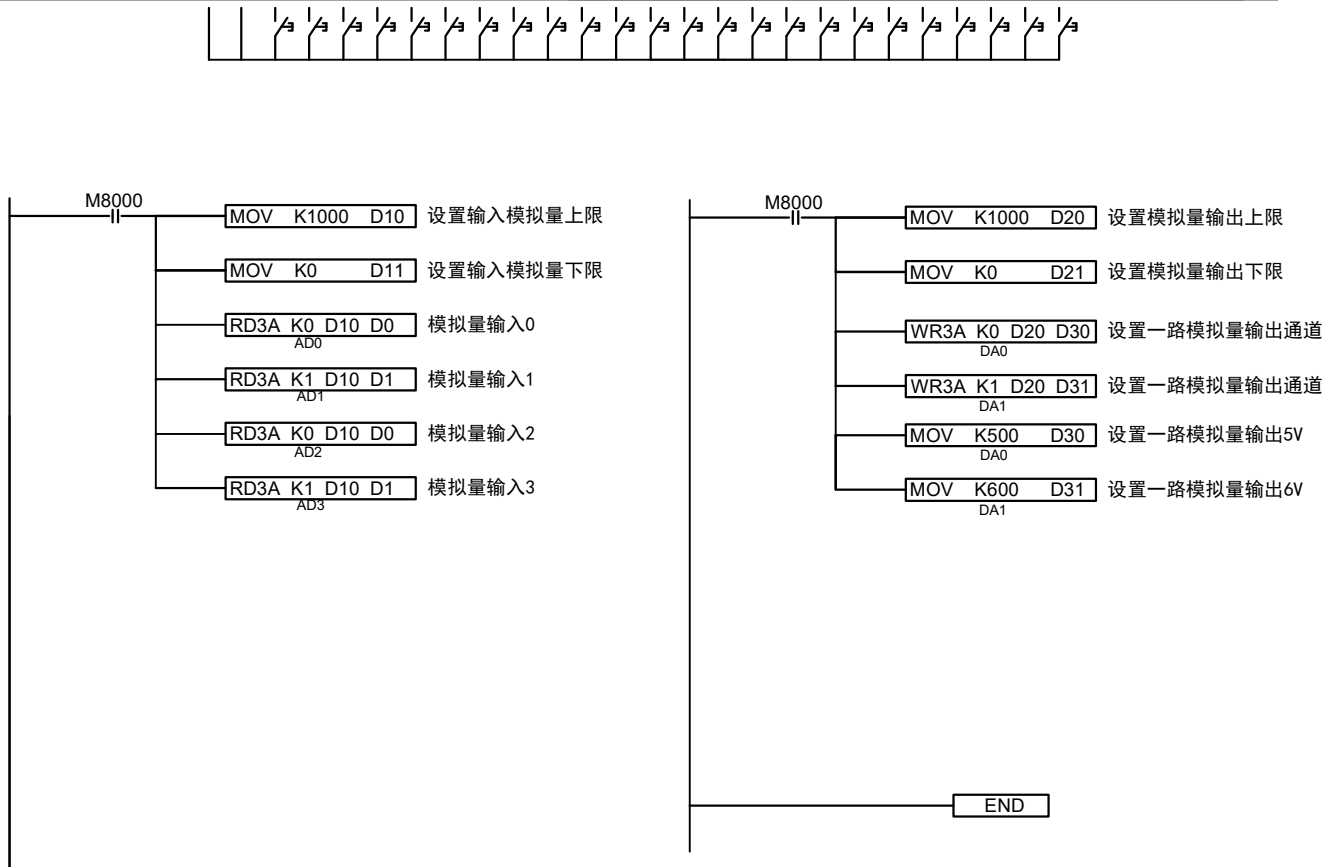 M8000
MOV K1000 D10 设置输入模拟量上限
MOV K0 D11 设置输入模拟量下限
RD3A K0 D10 D0 模拟量输入0
AD0
RD3A K1 D10 D1 模拟量输入1
AD1
RD3A K0 D10 D0 模拟量输入2
AD2
RD3A K1 D10 D1 模拟量输入3
AD3
M8000
MOV K1000 D20 设置模拟量输出上限
MOV K0 D21 设置模拟量输出下限
WR3A K0 D20 D30 设置一路模拟量输出通道
DA0
WR3A K1 D20 D31 设置一路模拟量输出通道
DA1
MOV K500 D30 设置一路模拟量输出5V
DA0
MOV K600 D31 设置一路模拟量输出6V
DA1
END